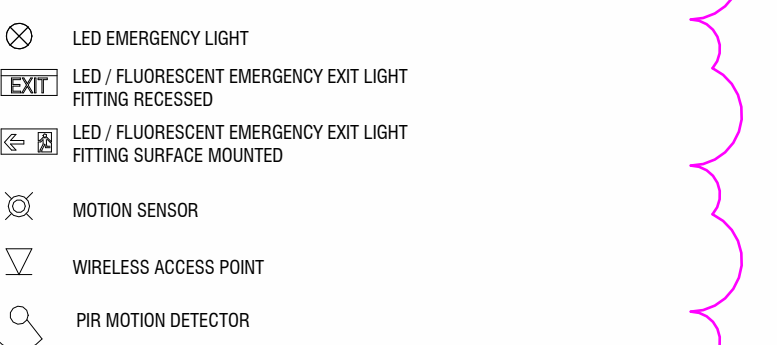 LED EMERGENCY LIGHT
EXIT
LED / FLUORESCENT EMERGENCY EXIT LIGHT
FITTING RECESSED
LED / FLUORESCENT EMERGENCY EXIT LIGHT
FITTING SURFACE MOUNTED
MOTION SENSOR
WIRELESS ACCESS POINT
PIR MOTION DETECTOR